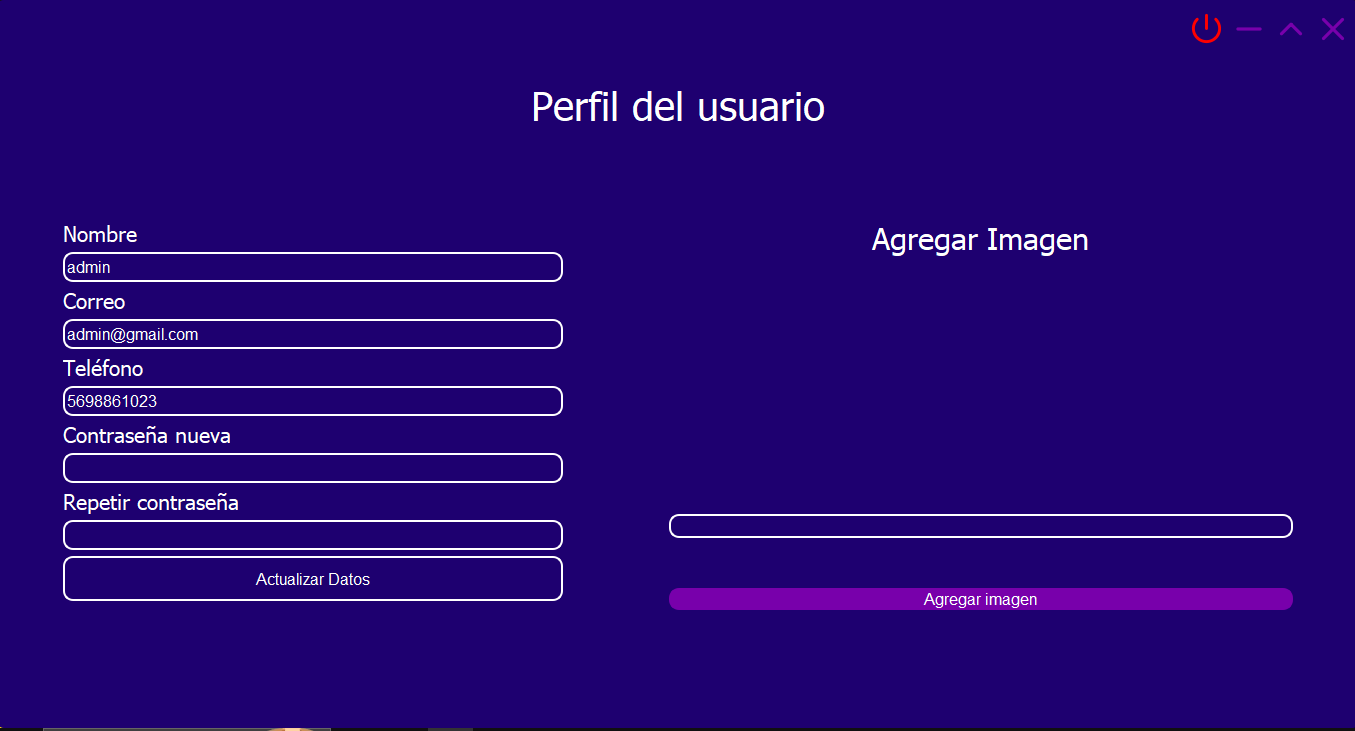 Perfil del usuario
Nombre
admin
Correo
admin@gmail.com
Teléfono
5698861023
Contraseña nueva
Repetir contraseña
Actualizar Datos
Agregar Imagen
Agregar imagen